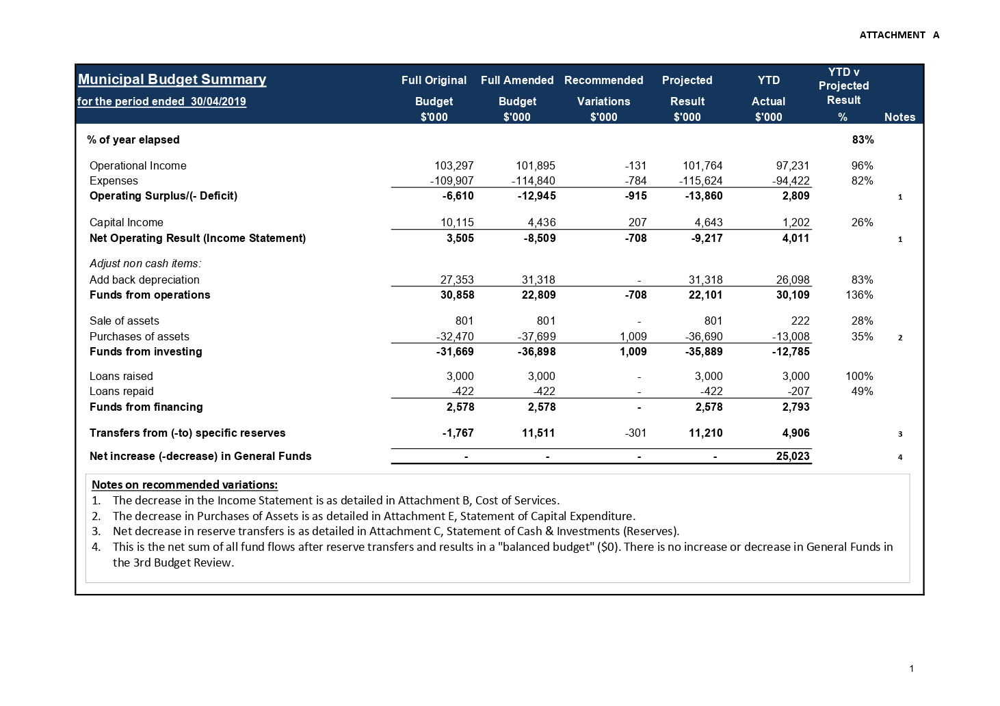 ATTACHMENT A
Municipal Budget Summary Full Original Full Amended Recommended Projected YTD YTD v Projected Result
for the period ended 30/04/2019 Budget Budget Variations Result Actual
$'000 $'000 $'000 $'000 $'000 % Notes
% of year elapsed 83%
Operational Income 103,297 101,895 -131 101,764 97,231 96%
Expenses -109,907 -114,840 -784 -115,624 -94,422 82%
Operating Surplus/(- Deficit) -6,610 -12,945 -915 -13,860 2,809 1
Capital Income 10,115 4,436 207 4,643 1,202 26%
Net Operating Result (Income Statement) 3,505 -8,509 -708 -9,217 4,011 1
Adjust non cash items:
Add back depreciation 27,353 31,318 - 31,318 26,098 83%
Funds from operations 30,858 22,809 -708 22,101 30,109 136%
Sale of assets 801 801 - 801 222 28%
Purchases of assets -32,470 -37,699 1,009 -36,690 -13,008 35% 2
Funds from investing -31,669 -36,898 1,009 -35,889 -12,785
Loans raised 3,000 3,000 - 3,000 3,000 100%
Loans repaid -422 -422 - -422 -207 49%
Funds from financing 2,578 2,578 - 2,578 2,793
Transfers from (-to) specific reserves -1,767 11,511 -301 11,210 4,906 3
Net increase (-decrease) in General Funds - - - - 25,023 4
Notes on recommended variations:
1. The decrease in the Income Statement is as detailed in Attachment B, Cost of Services.
2. The decrease in Purchases of Assets is as detailed in Attachment E, Statement of Capital Expenditure.
3. Net decrease in reserve transfers is as detailed in Attachment C, Statement of Cash & Investments (Reserves).
4. This is the net sum of all fund flows after reserve transfers and results in a "balanced budget" ($0). There is no increase or decrease in General Funds in
the 3rd Budget Review.
1